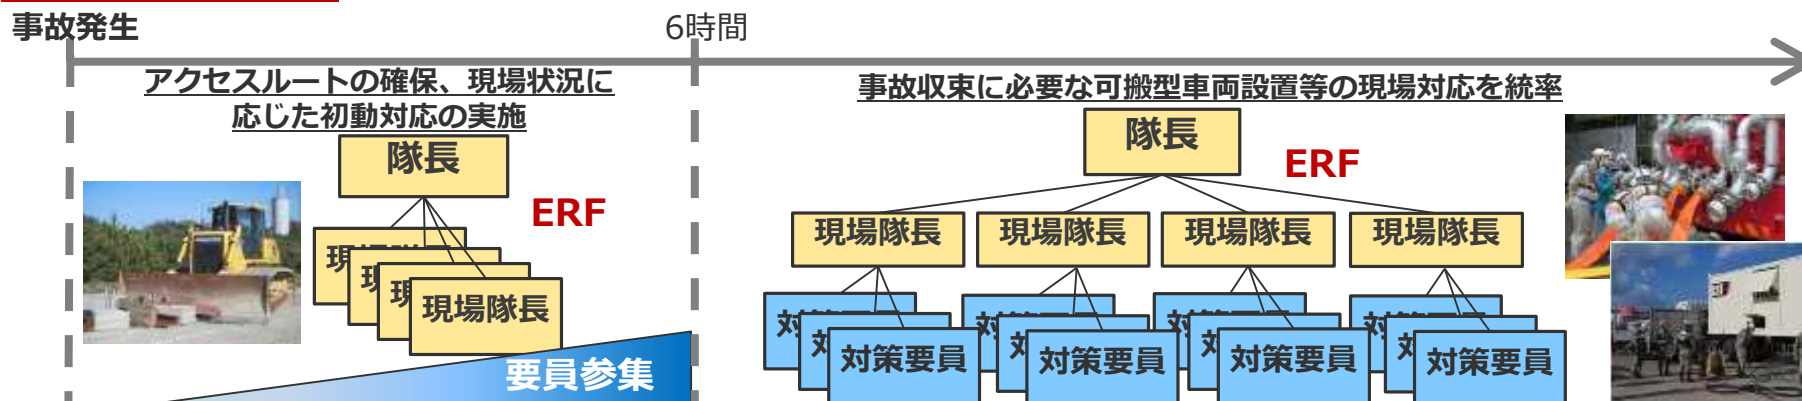 事故発生
6時間
アクセスルートの確保、現場状況に
応じた初動対応の実施
事故収束に必要な可搬型車両設置等の現場対応を統率
隊長
ERF
現場隊長
要員参集
隊長
ERF
現場隊長
現場隊長
現場隊長
現場隊長
対策要員
対策要員
対策要員
対策要員